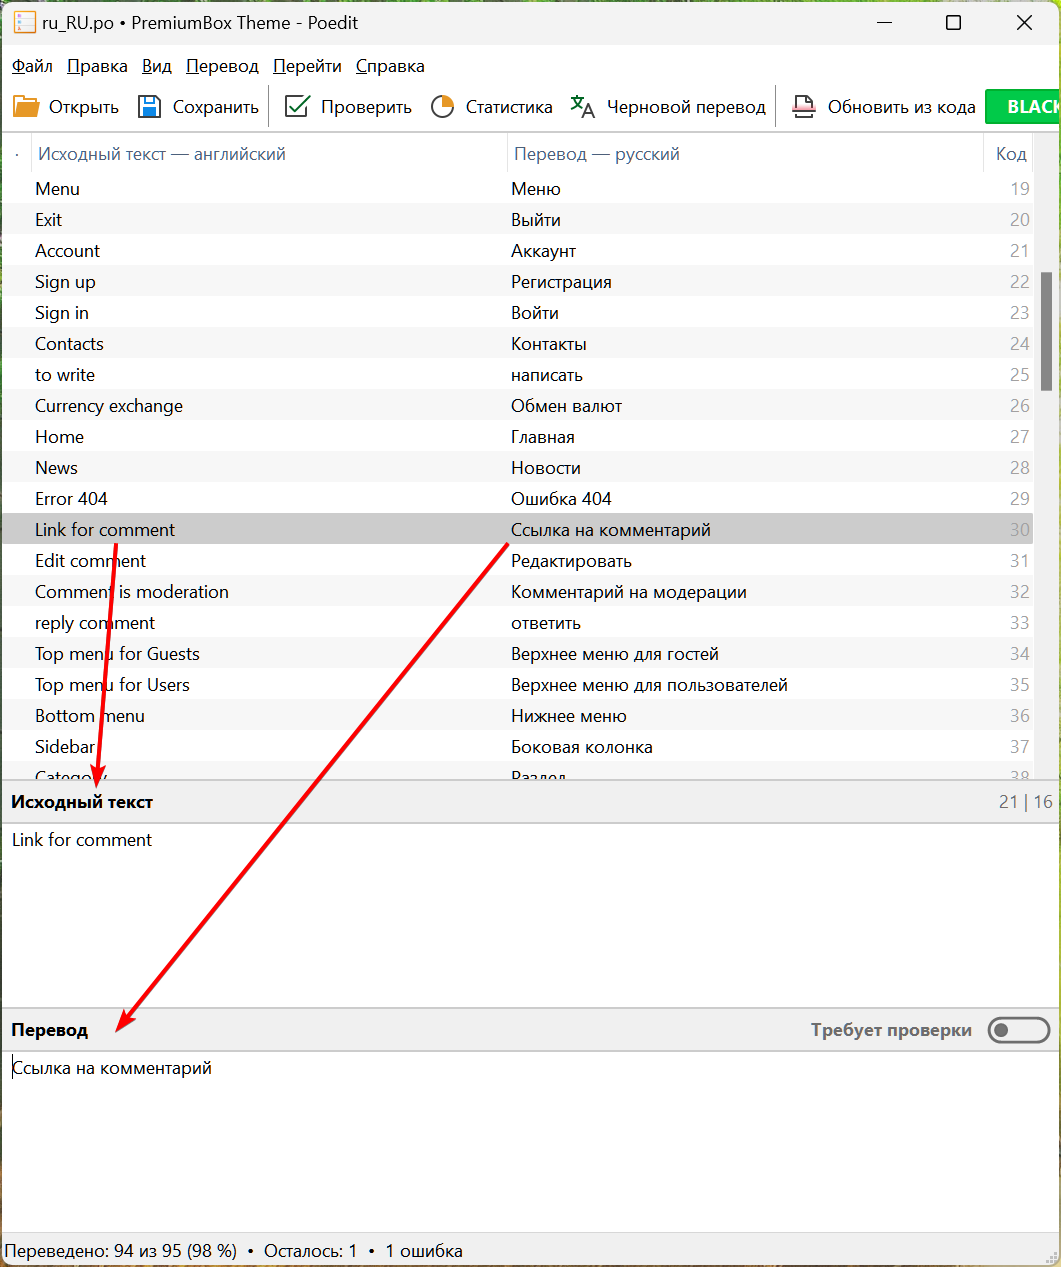 ru_RU.po • PremiumBox Theme - Poedit
Файл Правка Вид Перевод Перейти Справка
Открыть Сохранить Проверить Статистика Черновой перевод Обновить из кода BLACK
Исходный текст — английский Перевод — русский Код
Menu Меню 19
Exit Выйти 20
Account Аккаунт 21
Sign up Регистрация 22
Sign in Войти 23
Contacts Контакты 24
to write написать 25
Currency exchange Обмен валют 26
Home Главная 27
News Новости 28
Error 404 Ошибка 404 29
Link for comment Ссылка на комментарий 30
Edit comment Редактировать 31
Comment is moderation Комментарий на модерации 32
reply comment ответить 33
Top menu for Guests Верхнее меню для гостей 34
Top menu for Users Верхнее меню для пользователей 35
Bottom menu Нижнее меню 36
Sidebar Боковая колонка 37
Category Раздел 38
Исходный текст 21 | 16
Link for comment
Перевод Требует проверки
Ссылка на комментарий
Переведено: 94 из 95 (98 %) • Осталось: 1 • 1 ошибка